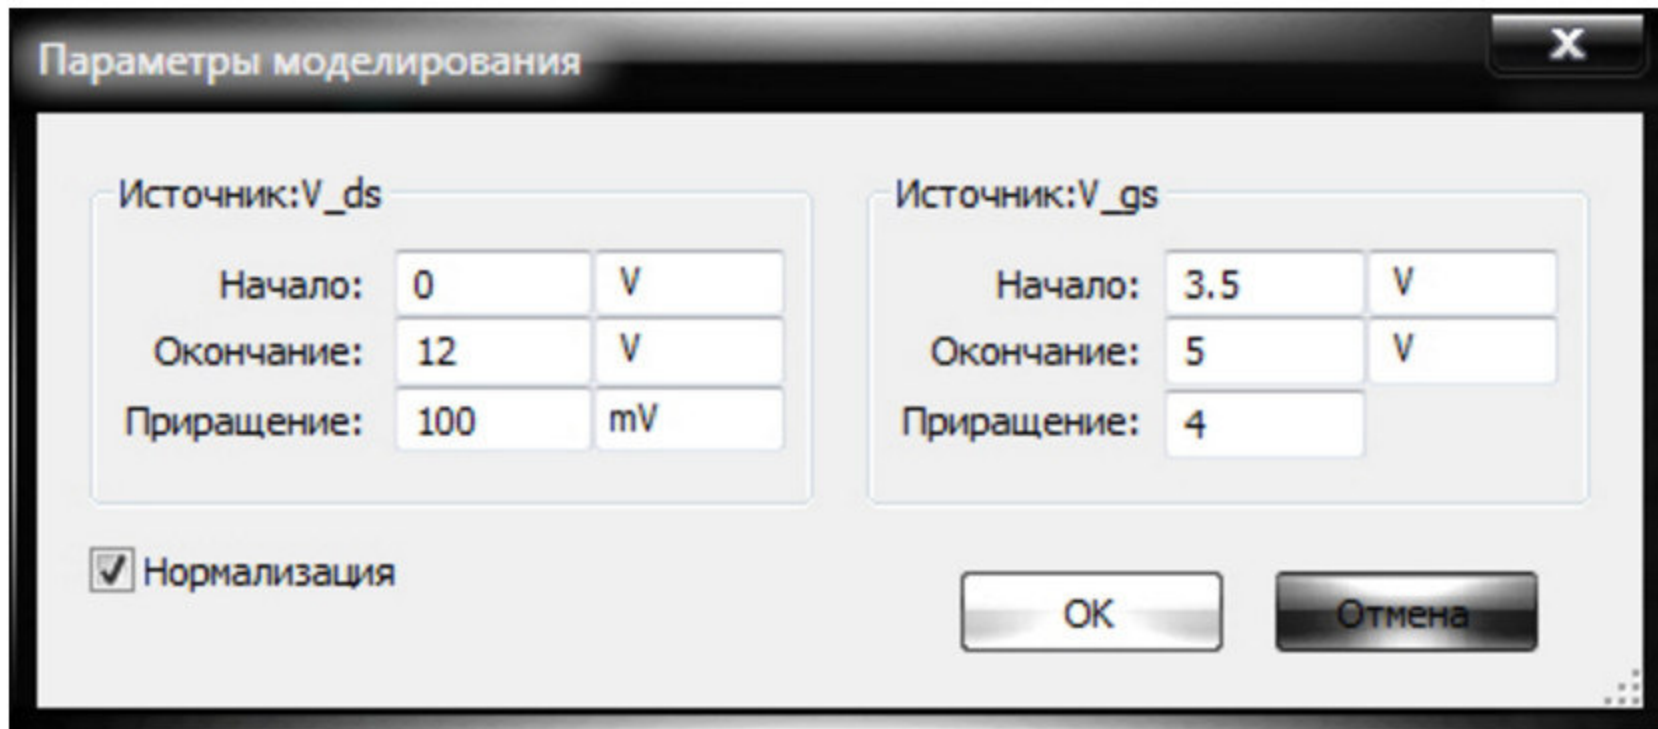 Параметры моделирования
Источник:V_ds
Начало: 0 V
Окончание: 12 V
Приращение: 100 mV
Источник:V_gs
Начало: 3.5 V
Окончание: 5 V
Приращение: 4
Нормализация
OK
Отмена